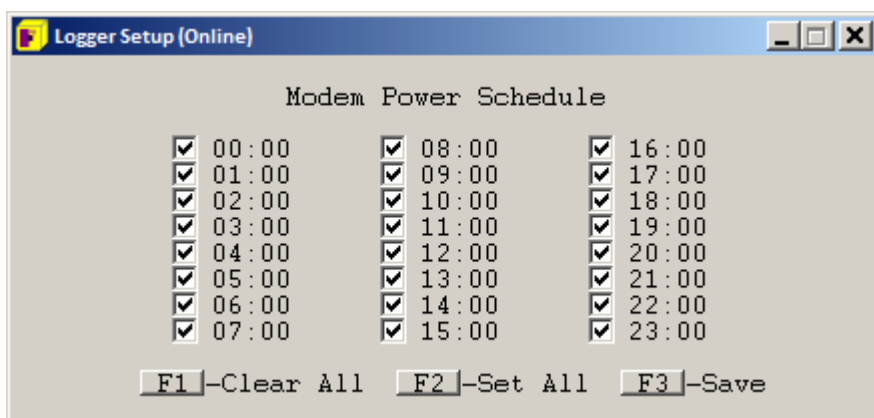 Logger Setup (Online)
Modem Power Schedule
00:00 08:00 16:00
01:00 09:00 17:00
02:00 10:00 18:00
03:00 11:00 19:00
04:00 12:00 20:00
05:00 13:00 21:00
06:00 14:00 22:00
07:00 15:00 23:00
F1-Clear All F2-Set All F3-Save